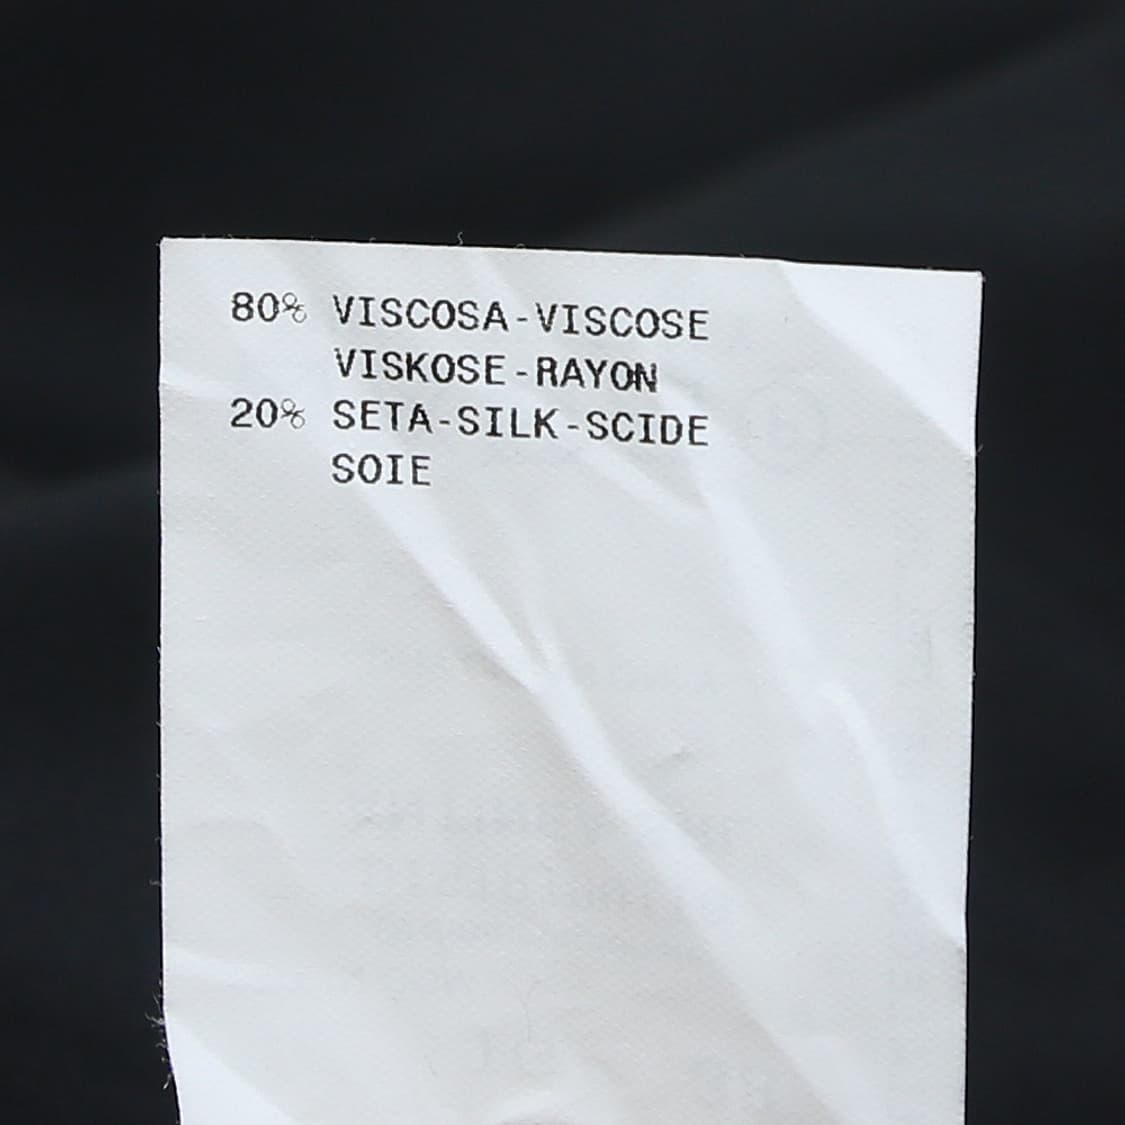 80% VISCOSA-VISCOSE
VISKOSE-RAYON
20% SETA-SILK-SCIDE
SOIE